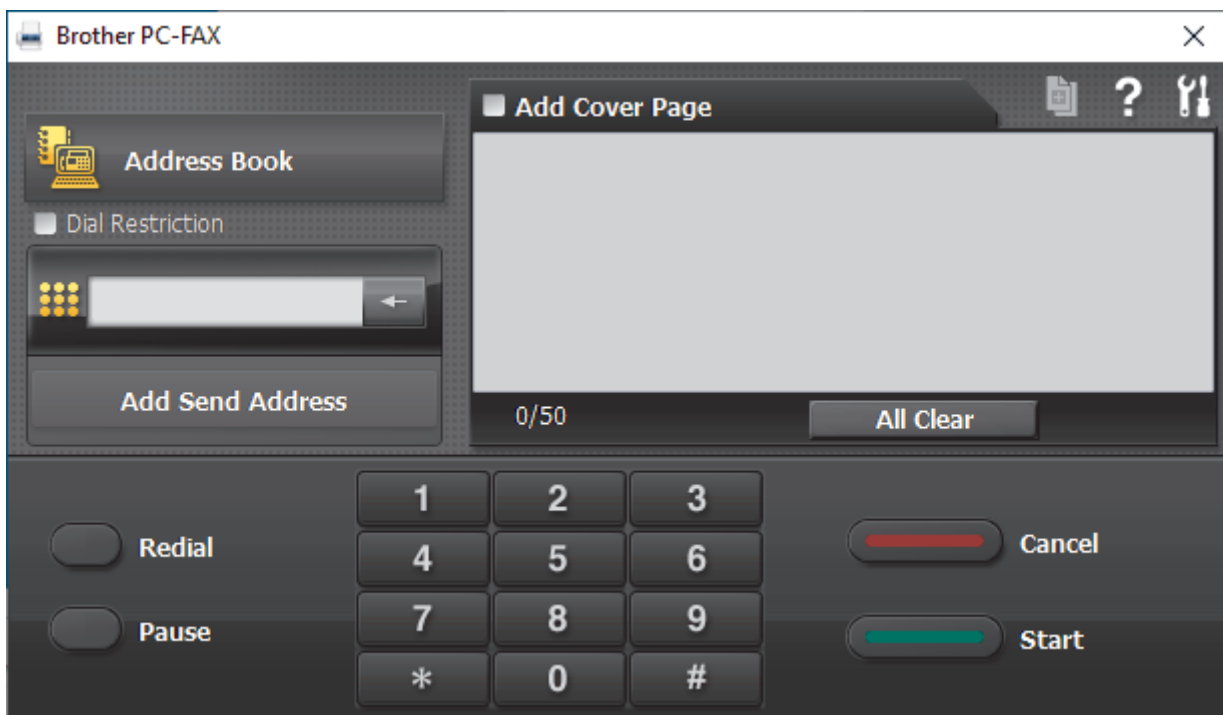 Brother PC-FAX
Address Book
Dial Restriction
Add Send Address
Add Cover Page
?
0/50
All Clear
Redial
Pause
1 2 3
4 5 6
7 8 9
* 0 #
Cancel
Start